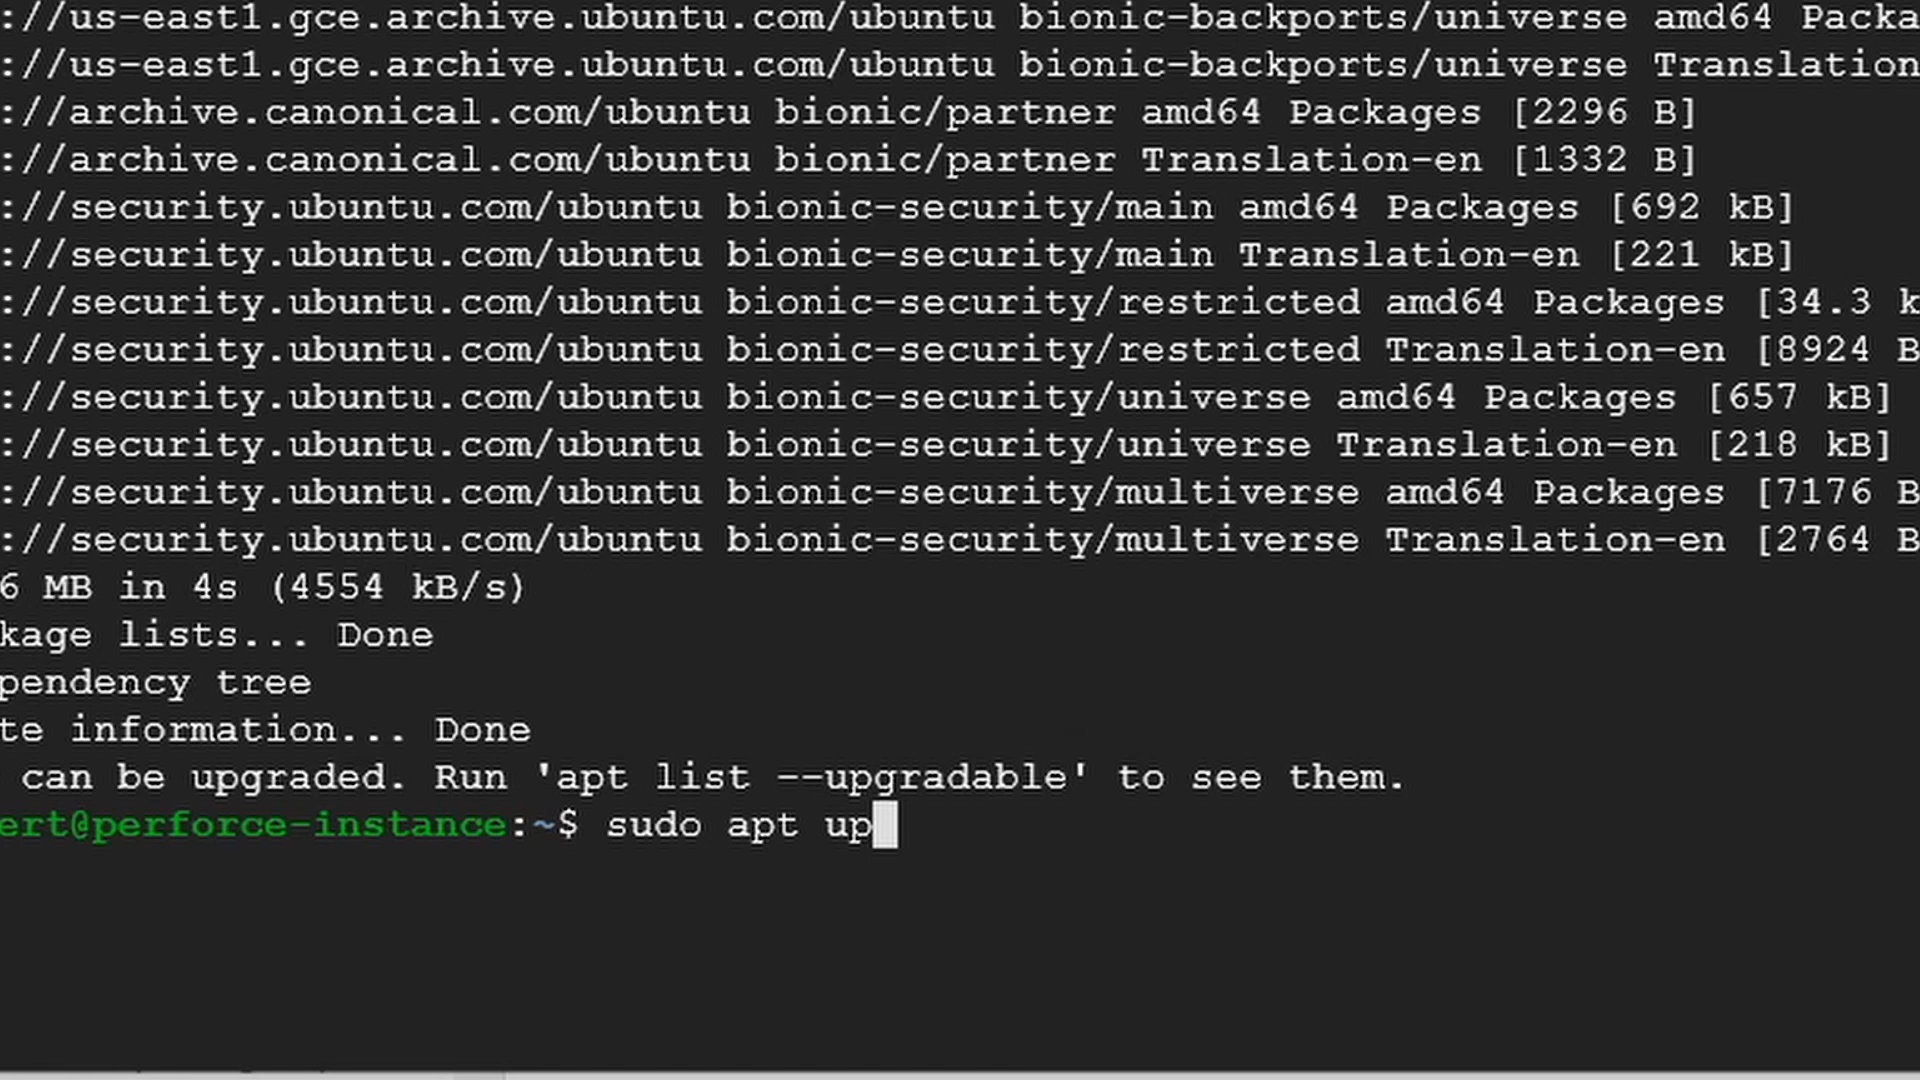 ://us-east1.gce.archive.ubuntu.com/ubuntu bionic-backports/universe amd64 Packa
://us-east1.gce.archive.ubuntu.com/ubuntu bionic-backports/universe Translation
://archive.canonical.com/ubuntu bionic/partner amd64 Packages [2296 B]
://archive.canonical.com/ubuntu bionic/partner Translation-en [1332 B]
://security.ubuntu.com/ubuntu bionic-security/main amd64 Packages [692 kB]
://security.ubuntu.com/ubuntu bionic-security/main Translation-en [221 kB]
://security.ubuntu.com/ubuntu bionic-security/restricted amd64 Packages [34.3 k
://security.ubuntu.com/ubuntu bionic-security/restricted Translation-en [8924 B
://security.ubuntu.com/ubuntu bionic-security/universe amd64 Packages [657 kB]
://security.ubuntu.com/ubuntu bionic-security/universe Translation-en [218 kB]
://security.ubuntu.com/ubuntu bionic-security/multiverse amd64 Packages [7176 B
://security.ubuntu.com/ubuntu bionic-security/multiverse Translation-en [2764 B
6 MB in 4s (4554 kB/s)
kage lists... Done
pendency tree
te information... Done
can be upgraded. Run 'apt list --upgradable' to see them.
ert@perforce-instance:~$ sudo apt up